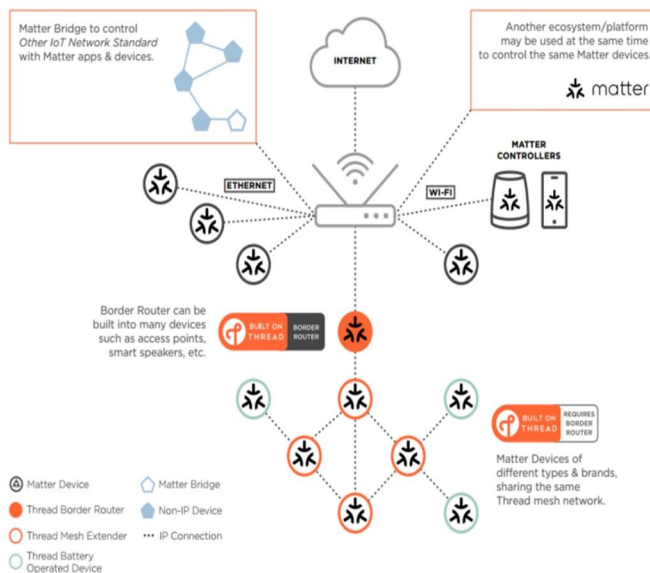 Matter Bridge to control
Other IoT Network Standard
with Matter apps & devices.
INTERNET
Another ecosystem/platform
may be used at the same time
to control the same Matter devices.
matter
MATTER
CONTROLLERS
ETHERNET
WI-FI
Border Router can be
built into many devices
such as access points,
smart speakers, etc.
BUILT ON
THREAD
BORDER
ROUTER
BUILT ON
THREAD
REQUIRES
BORDER
ROUTER
Matter Devices of
different types & brands,
sharing the same
Thread mesh network.
Matter Device
Matter Bridge
Thread Border Router
Non-IP Device
Thread Mesh Extender
IP Connection
Thread Battery
Operated Device